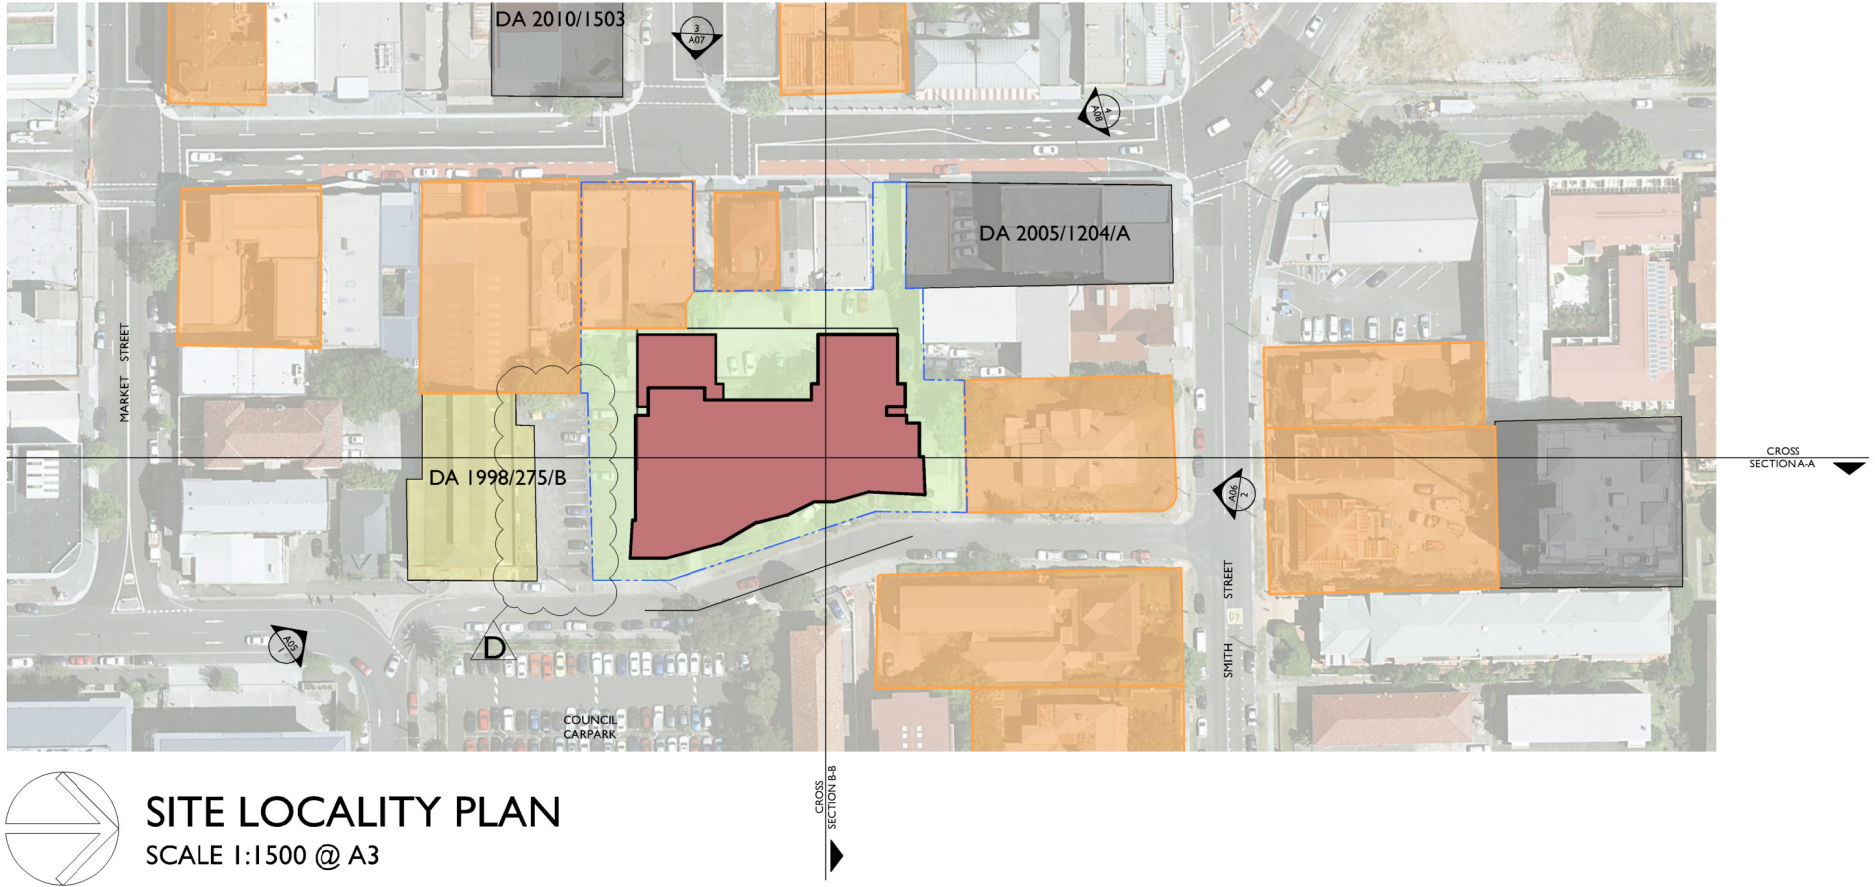 DA 2010/1503
3
A07
4
A08
DA 2005/1204/A
MARKET STREET
DA 1998/275/B
CROSS
SECTION A-A
A06
2
SMITH STREET
40
A05
1
D
COUNCIL
CARPARK
CROSS
SECTION B-B
SITE LOCALITY PLAN
SCALE 1:1500 @ A3